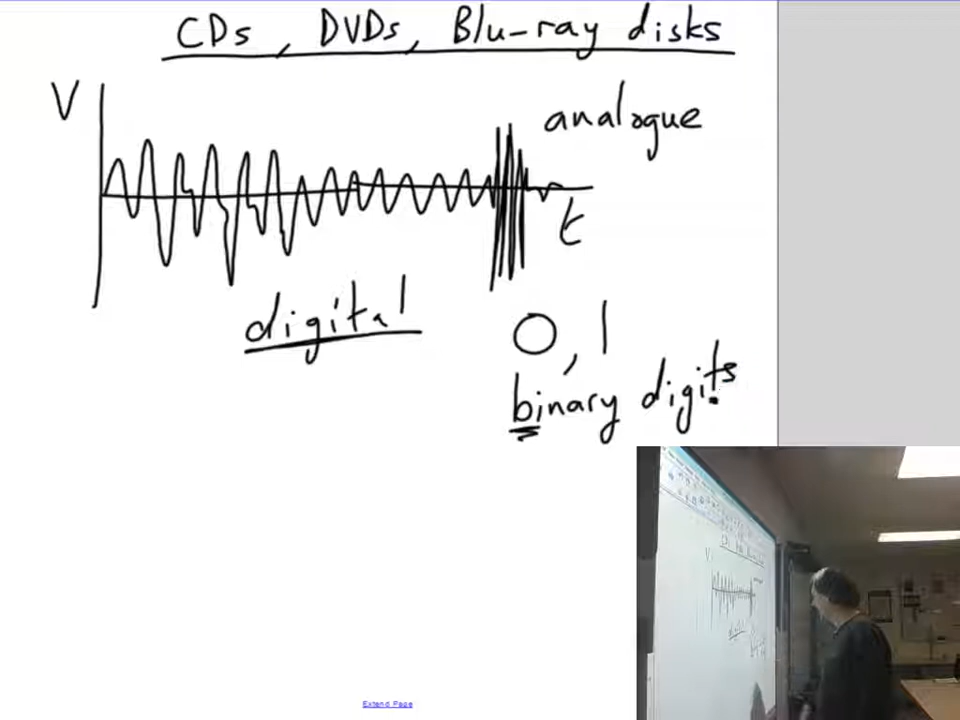 CDs, DVDs, Blu-ray disks
V
analogue
t
digital
0, 1
binary digits
Extend Page